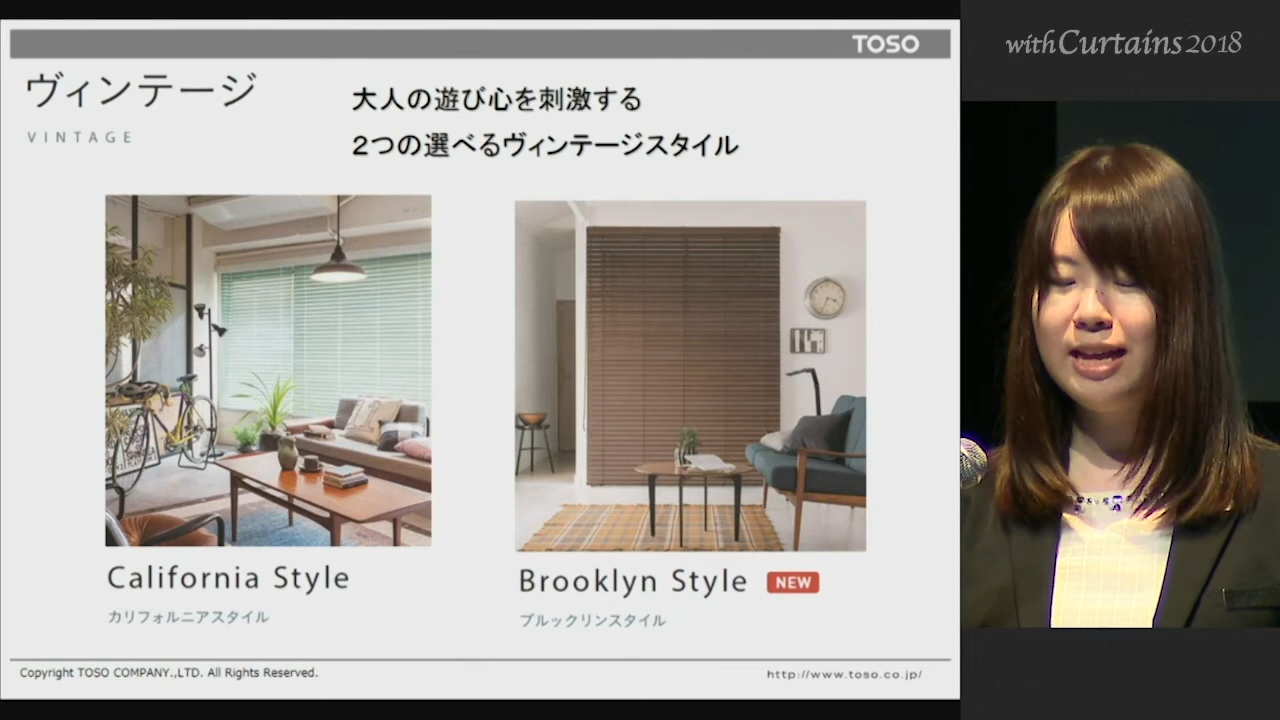 TOSO
withCurtains2018
ヴィンテージ
VINTAGE
大人の遊び心を刺激する
2つの選べるヴィンテージスタイル
California Style
カリフォルニアスタイル
Brooklyn Style NEW
ブルックリンスタイル
Copyright TOSO COMPANY.,LTD. All Rights Reserved.
http://www.toso.co.jp/